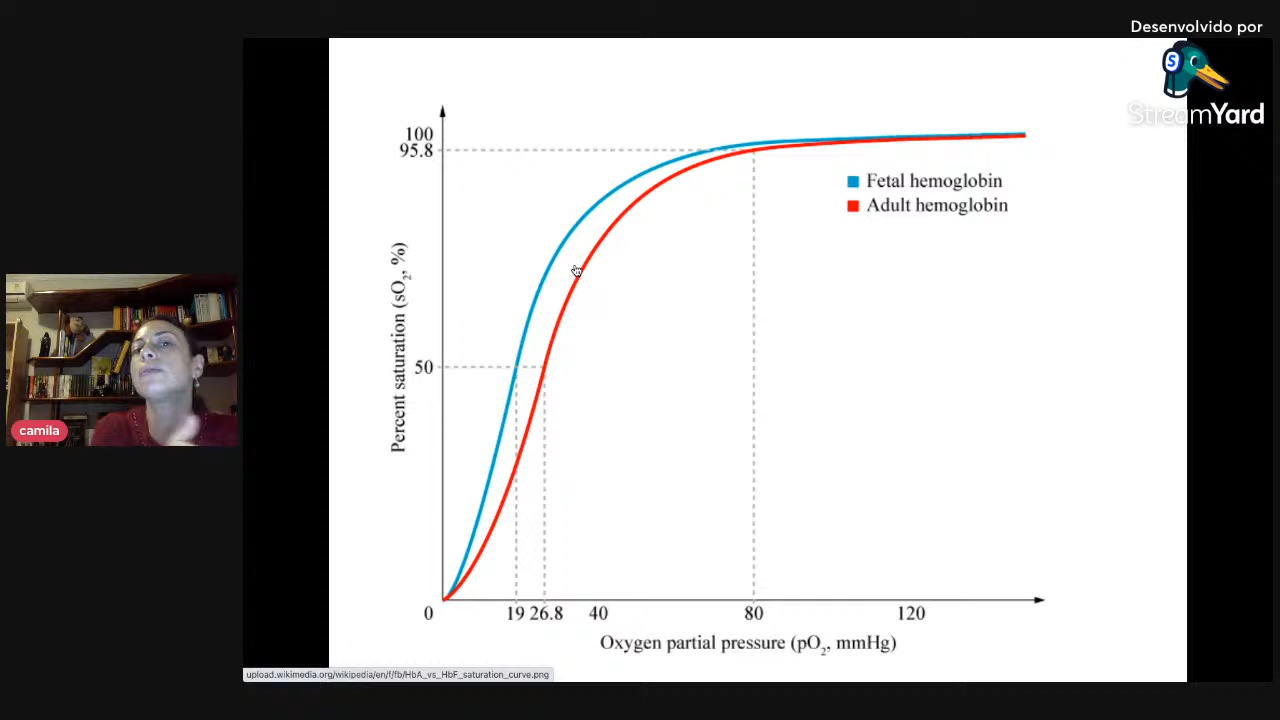 Desenvolvido por
StreamYard
100
95.8
Fetal hemoglobin
Adult hemoglobin
Percent saturation (sO2, %)
50
0
19 26.8 40 80 120
Oxygen partial pressure (pO2, mmHg)
camila
upload.wikimedia.org/wikipedia/en/f/fb/HbA_vs_HbF_saturation_curve.png